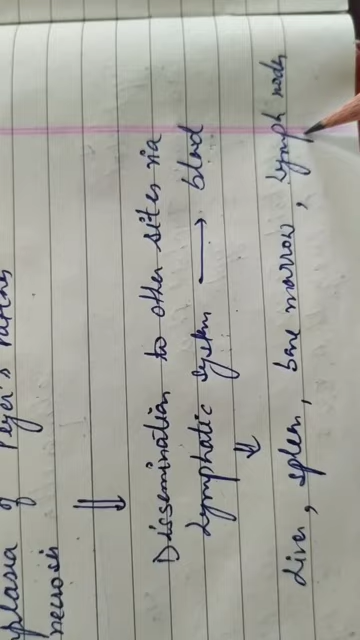 plasia of Peyer's patches
necrosis
⇓
Dissemination to other sites via
Lymphatic system → blood
⇓
Liver, spleen, bone marrow, lymph nodes